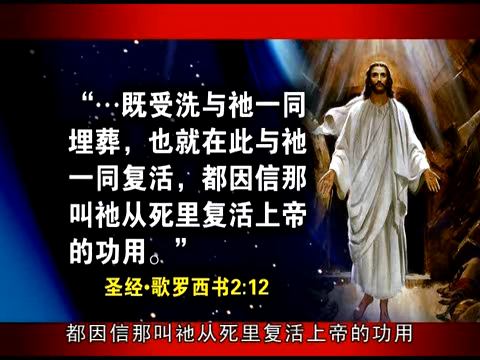 “…既受洗与祂一同
埋葬，也就在此与祂
一同复活，都因信那
叫祂从死里复活上帝
的功用。”
圣经·歌罗西书2:12
都因信那叫祂从死里复活上帝的功用